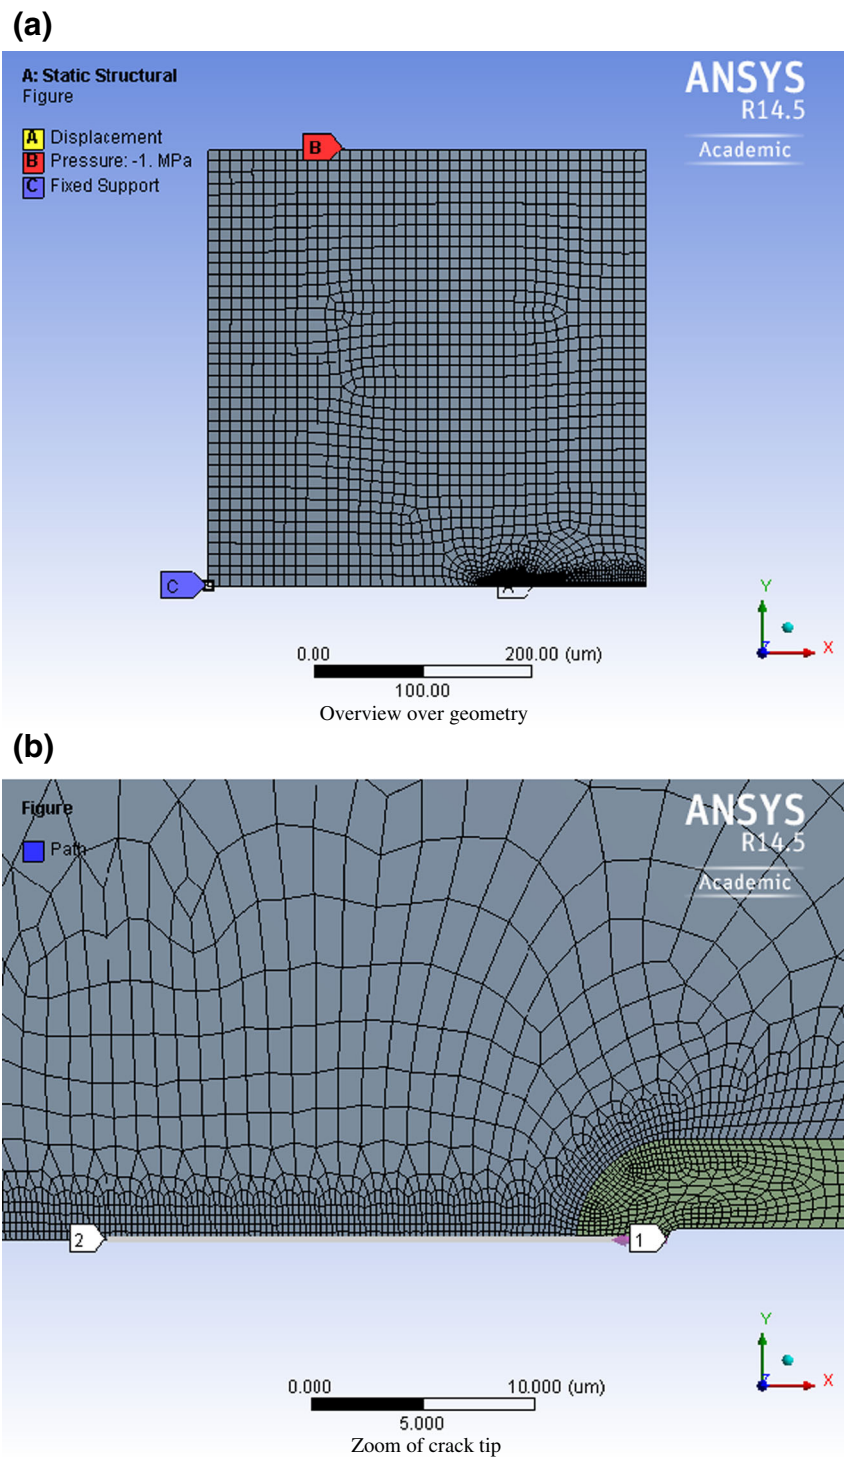 (a)
A: Static Structural
Figure
A Displacement
B Pressure: -1. MPa
C Fixed Support
ANSYS
R14.5
Academic
B
C
A
Y
X
Z
0.00 200.00 (um)
100.00
Overview over geometry
(b)
Figure
Path
ANSYS
R14.5
Academic
2
1
Y
X
Z
0.000 10.000 (um)
5.000
Zoom of crack tip